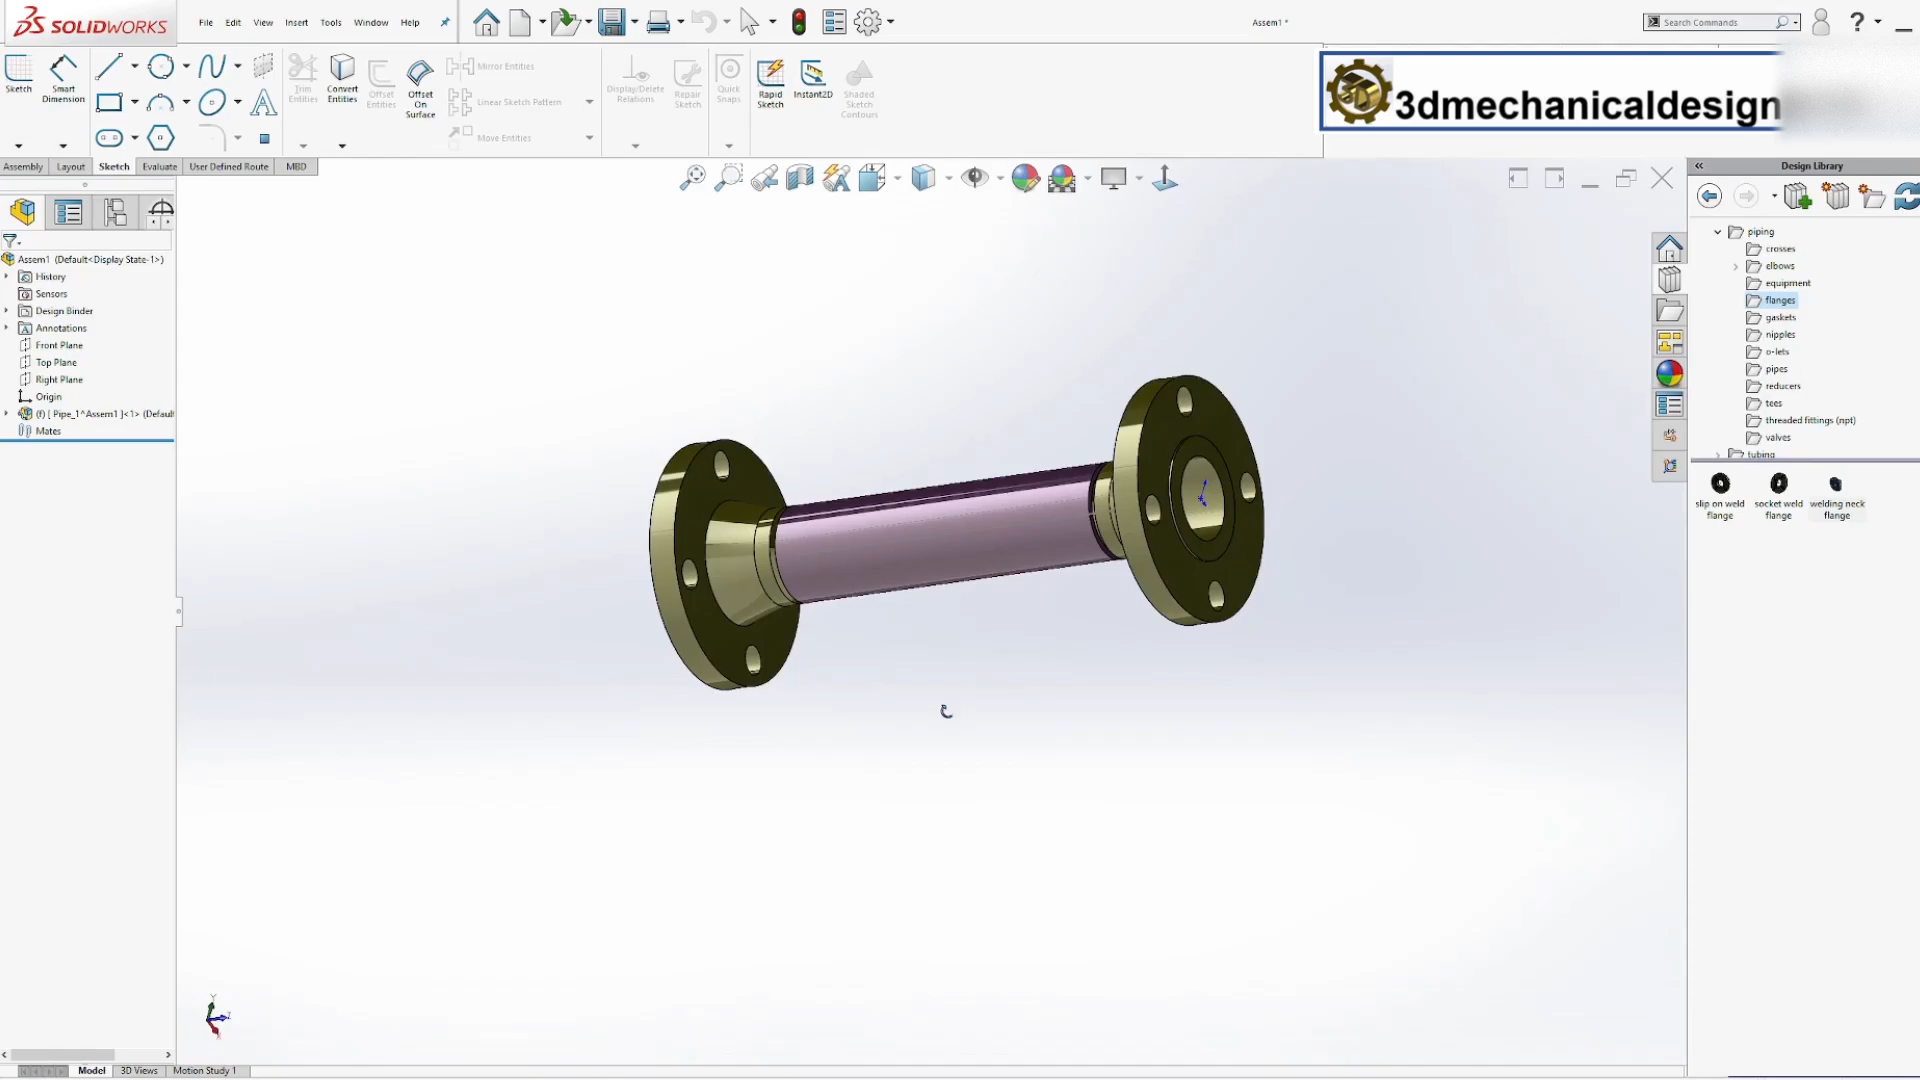 SOLIDWORKS
File Edit View Insert Tools Window Help
Assem1 *
Search Commands
?
Sketch
Smart Dimension
Trim Entities
Convert Entities
Offset Entities
Offset On Surface
Mirror Entities
Linear Sketch Pattern
Move Entities
Display/Delete Relations
Repair Sketch
Quick Snaps
Rapid Sketch
Instant2D
Shaded Sketch Contours
3dmechanicaldesign
Assembly Layout Sketch Evaluate User Defined Route MBD
Assem1 (Default<Display State-1>)
History
Sensors
Design Binder
Annotations
Front Plane
Top Plane
Right Plane
Origin
(f) [ Pipe_1^Assem1 ]<1> (Defaul
Mates
Design Library
piping
crosses
elbows
equipment
flanges
gaskets
nipples
o-lets
pipes
reducers
tees
threaded fittings (npt)
valves
tubing
slip on weld flange
socket weld flange
welding neck flange
Model 3D Views Motion Study 1